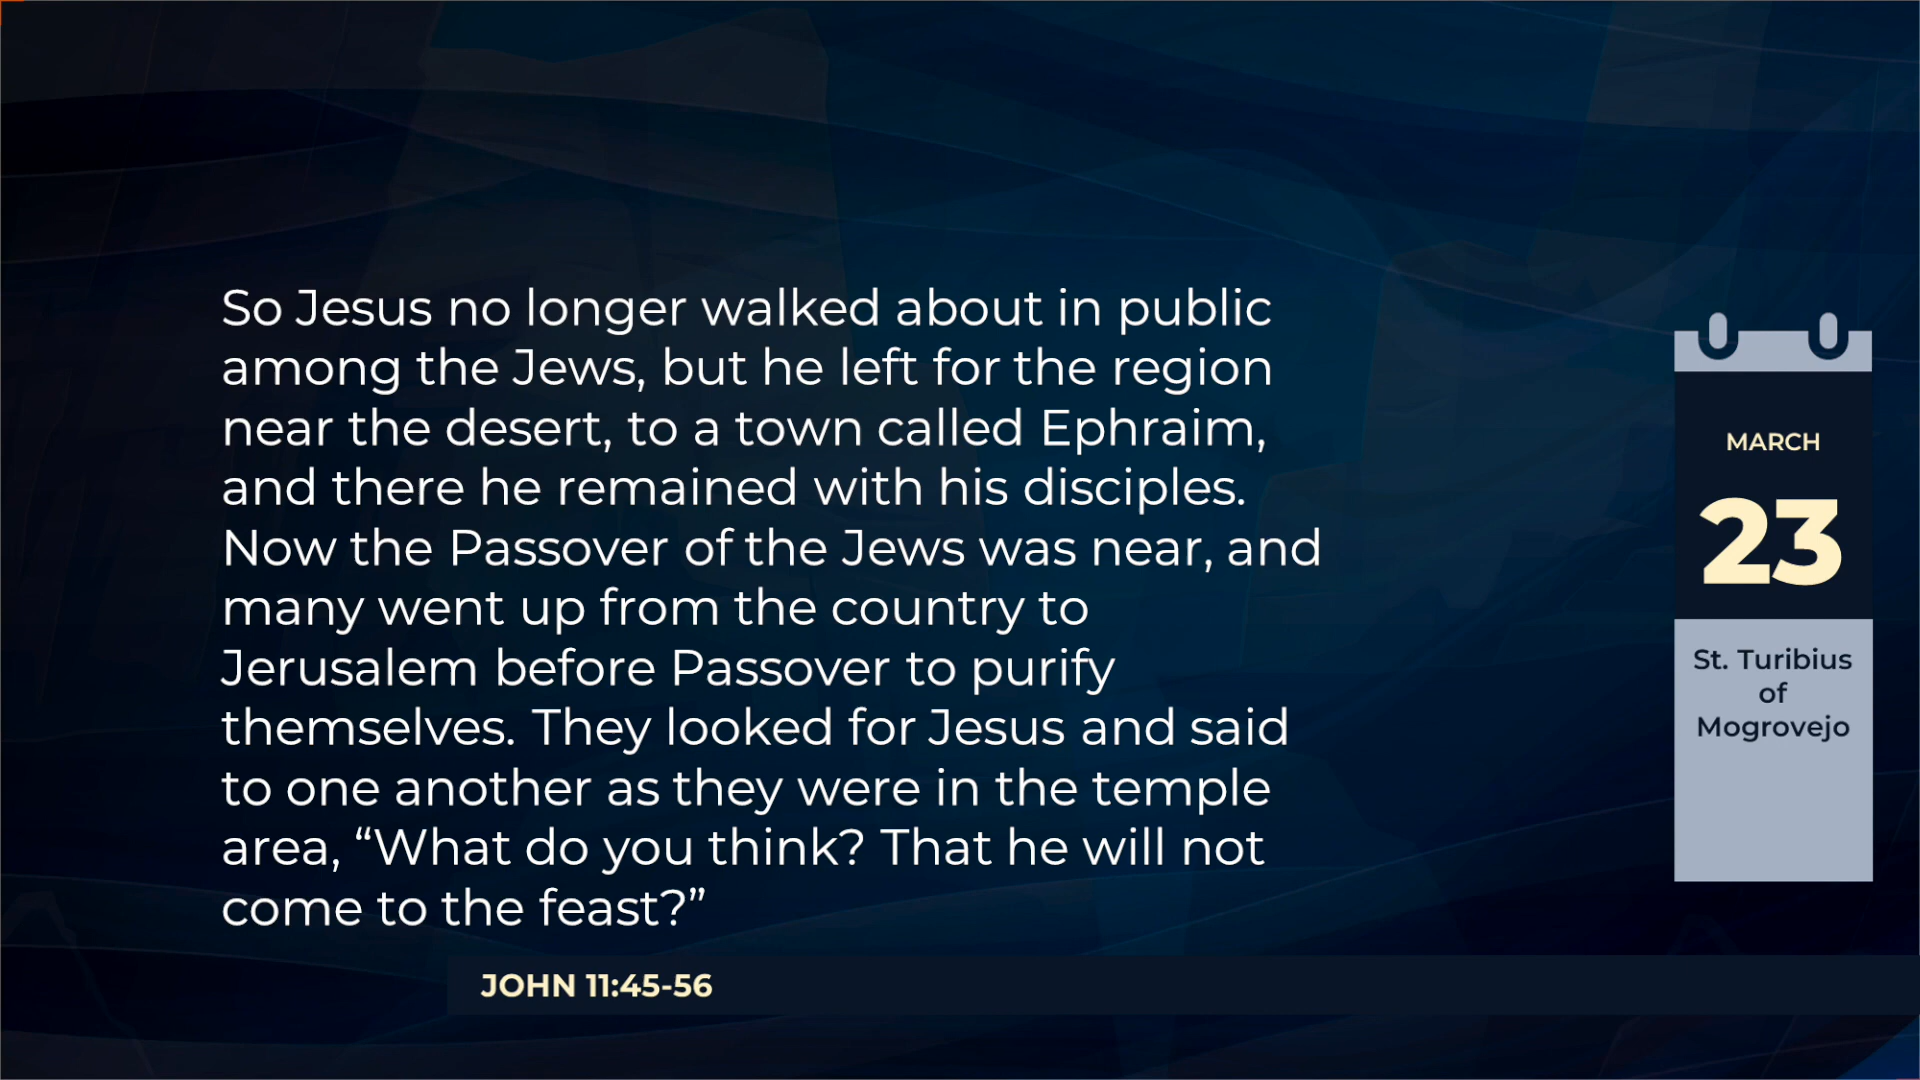 So Jesus no longer walked about in public
among the Jews, but he left for the region
near the desert, to a town called Ephraim,
and there he remained with his disciples.
Now the Passover of the Jews was near, and
many went up from the country to
Jerusalem before Passover to purify
themselves. They looked for Jesus and said
to one another as they were in the temple
area, “What do you think? That he will not
come to the feast?”
JOHN 11:45-56
MARCH
23
St. Turibius
of
Mogrovejo